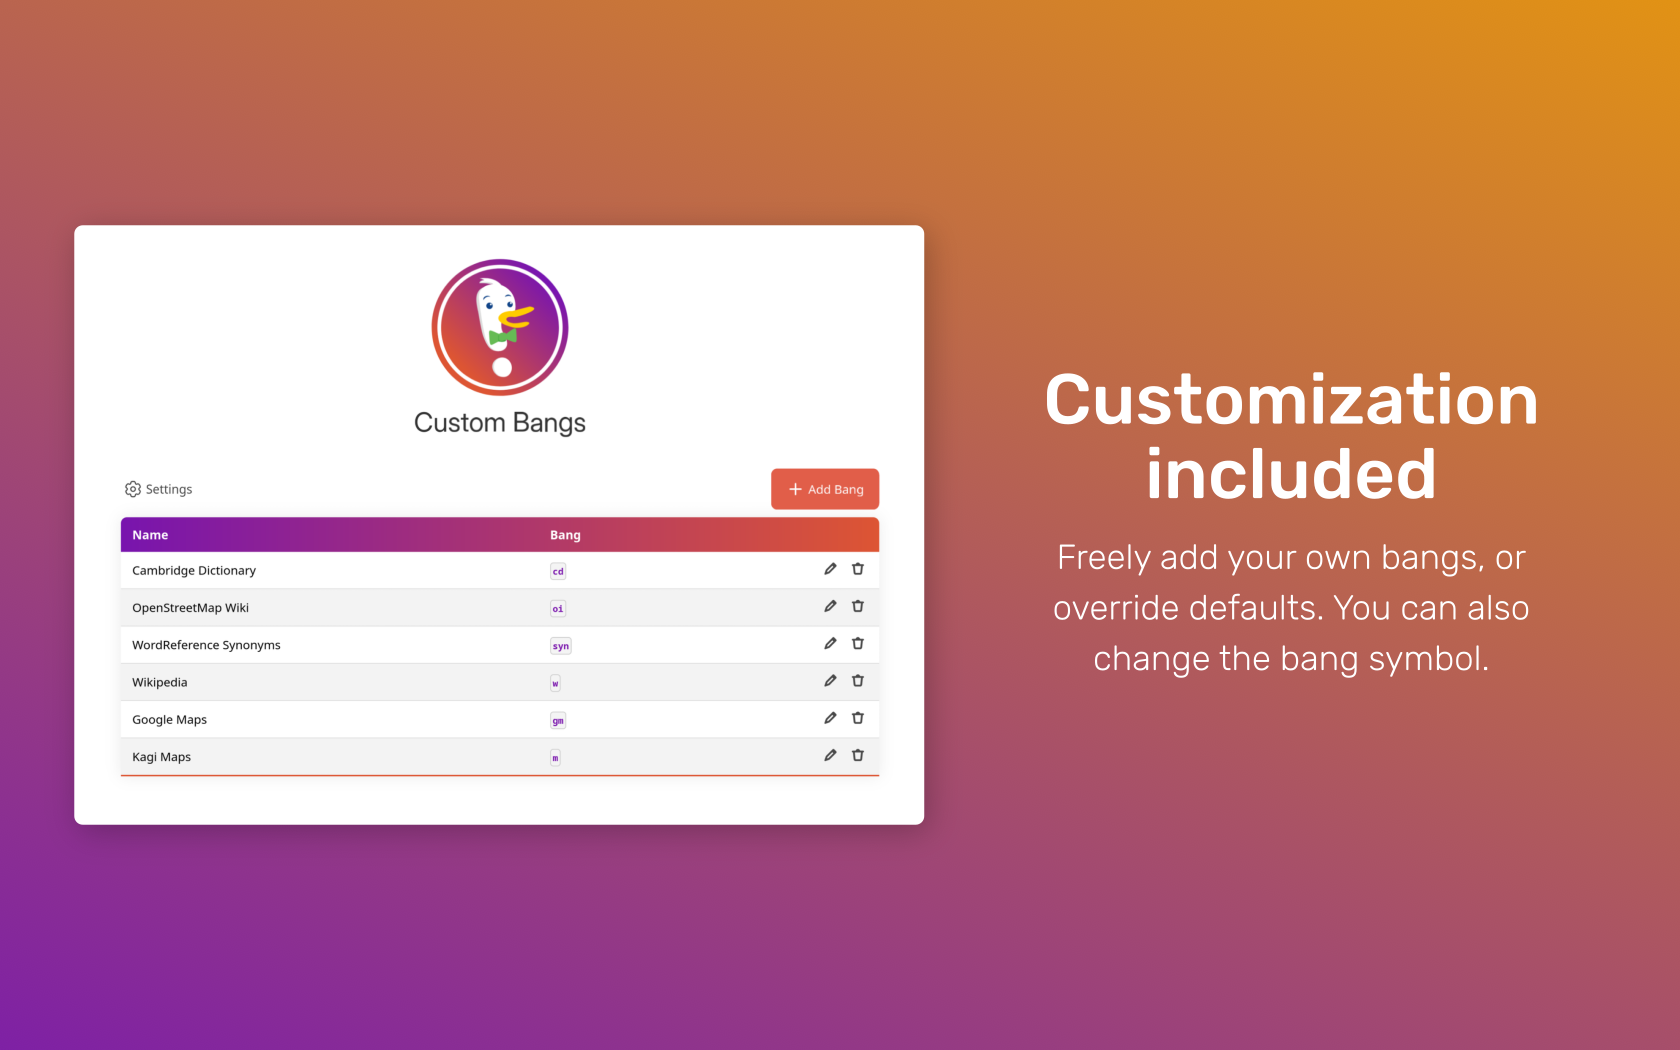 Custom Bangs
Settings
Add Bang
Name Bang
Cambridge Dictionary cd
OpenStreetMap Wiki oi
WordReference Synonyms syn
Wikipedia w
Google Maps gm
Kagi Maps m
Customization
included
Freely add your own bangs, or
override defaults. You can also
change the bang symbol.